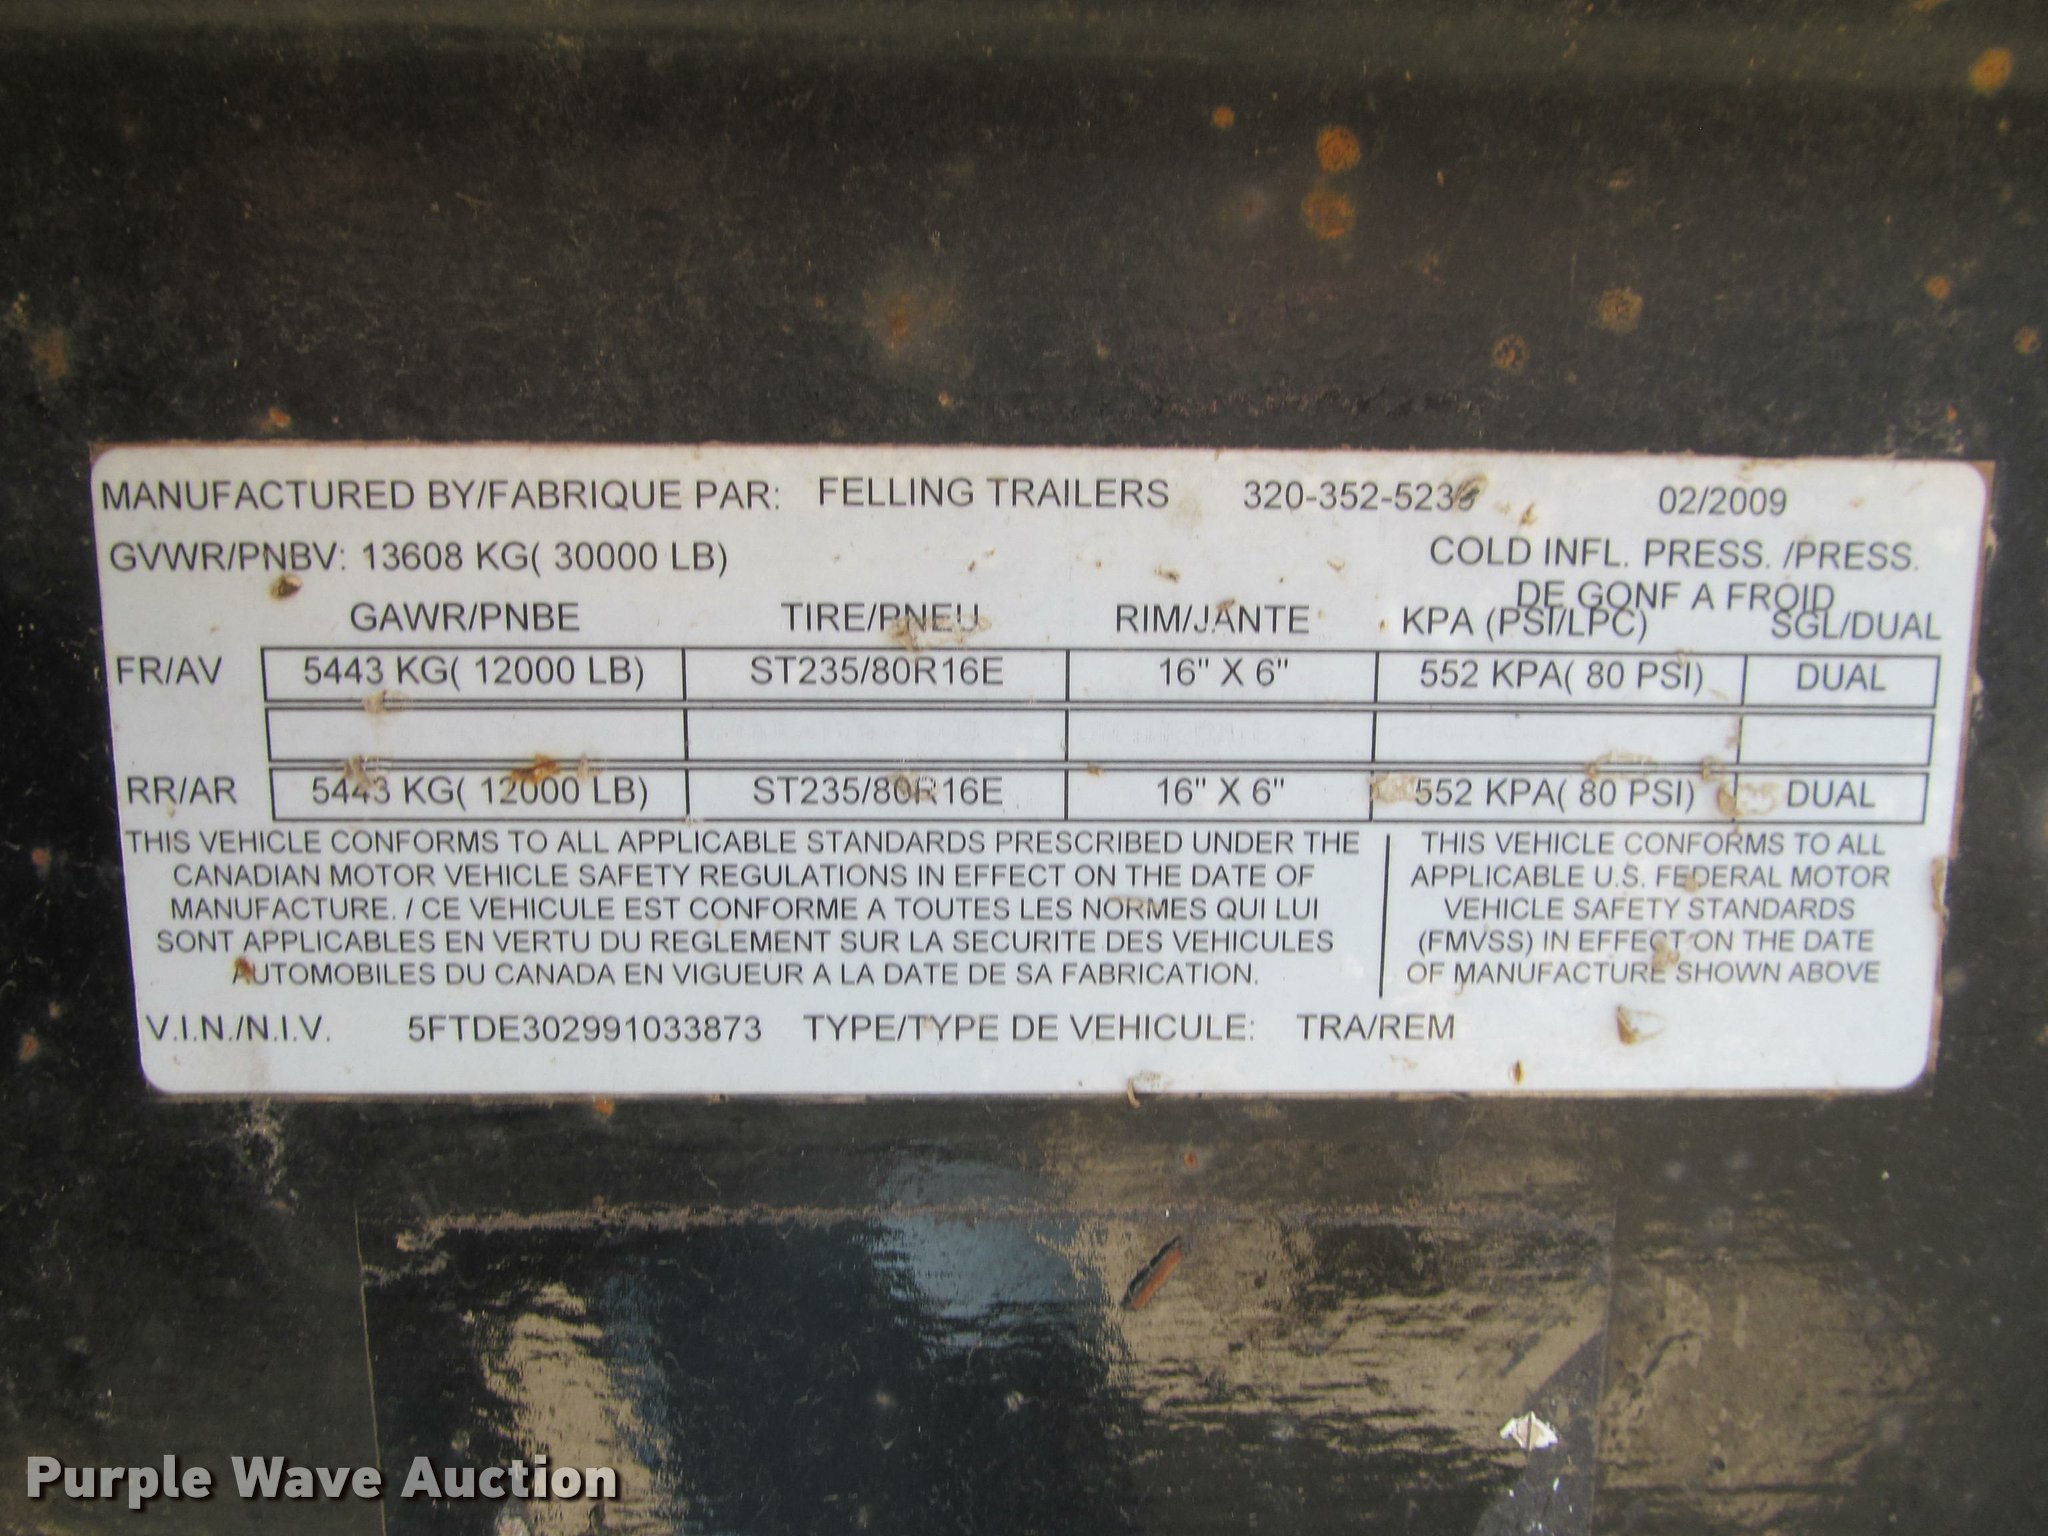 MANUFACTURED BY/FABRIQUE PAR: FELLING TRAILERS 320-352-5239 02/2009
GVWR/PNBV: 13608 KG( 30000 LB) COLD INFL. PRESS. /PRESS.
DE GONF A FROID
GAWR/PNBE TIRE/PNEU RIM/JANTE KPA (PSI/LPC) SGL/DUAL
FR/AV 5443 KG( 12000 LB) ST235/80R16E 16" X 6" 552 KPA( 80 PSI) DUAL
RR/AR 5443 KG( 12000 LB) ST235/80R16E 16" X 6" 552 KPA( 80 PSI) DUAL
THIS VEHICLE CONFORMS TO ALL APPLICABLE STANDARDS PRESCRIBED UNDER THE
CANADIAN MOTOR VEHICLE SAFETY REGULATIONS IN EFFECT ON THE DATE OF
MANUFACTURE. / CE VEHICULE EST CONFORME A TOUTES LES NORMES QUI LUI
SONT APPLICABLES EN VERTU DU REGLEMENT SUR LA SECURITE DES VEHICULES
AUTOMOBILES DU CANADA EN VIGUEUR A LA DATE DE SA FABRICATION.
THIS VEHICLE CONFORMS TO ALL
APPLICABLE U.S. FEDERAL MOTOR
VEHICLE SAFETY STANDARDS
(FMVSS) IN EFFECT ON THE DATE
OF MANUFACTURE SHOWN ABOVE
V.I.N./N.I.V. 5FTDE302991033873 TYPE/TYPE DE VEHICULE: TRA/REM
Purple Wave Auction